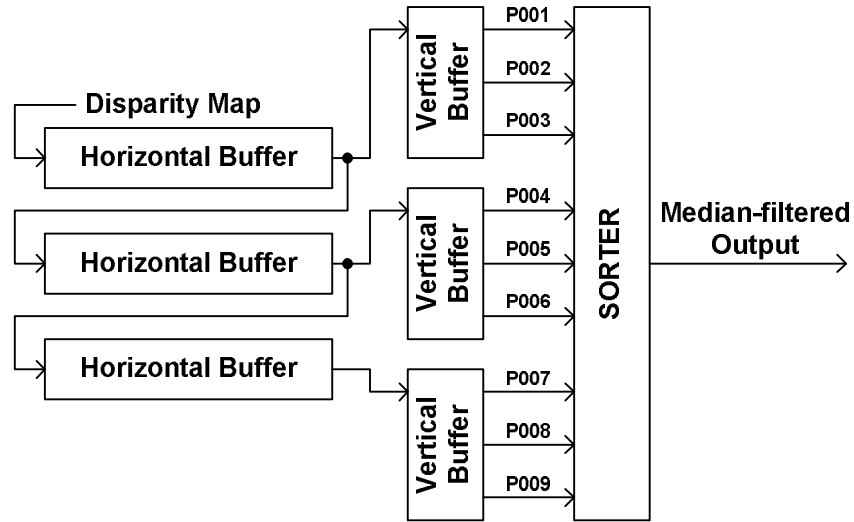 Disparity Map
Horizontal Buffer
Horizontal Buffer
Horizontal Buffer
Vertical
Buffer
P001
P002
P003
Vertical
Buffer
P004
P005
P006
Vertical
Buffer
P007
P008
P009
SORTER
Median-filtered
Output